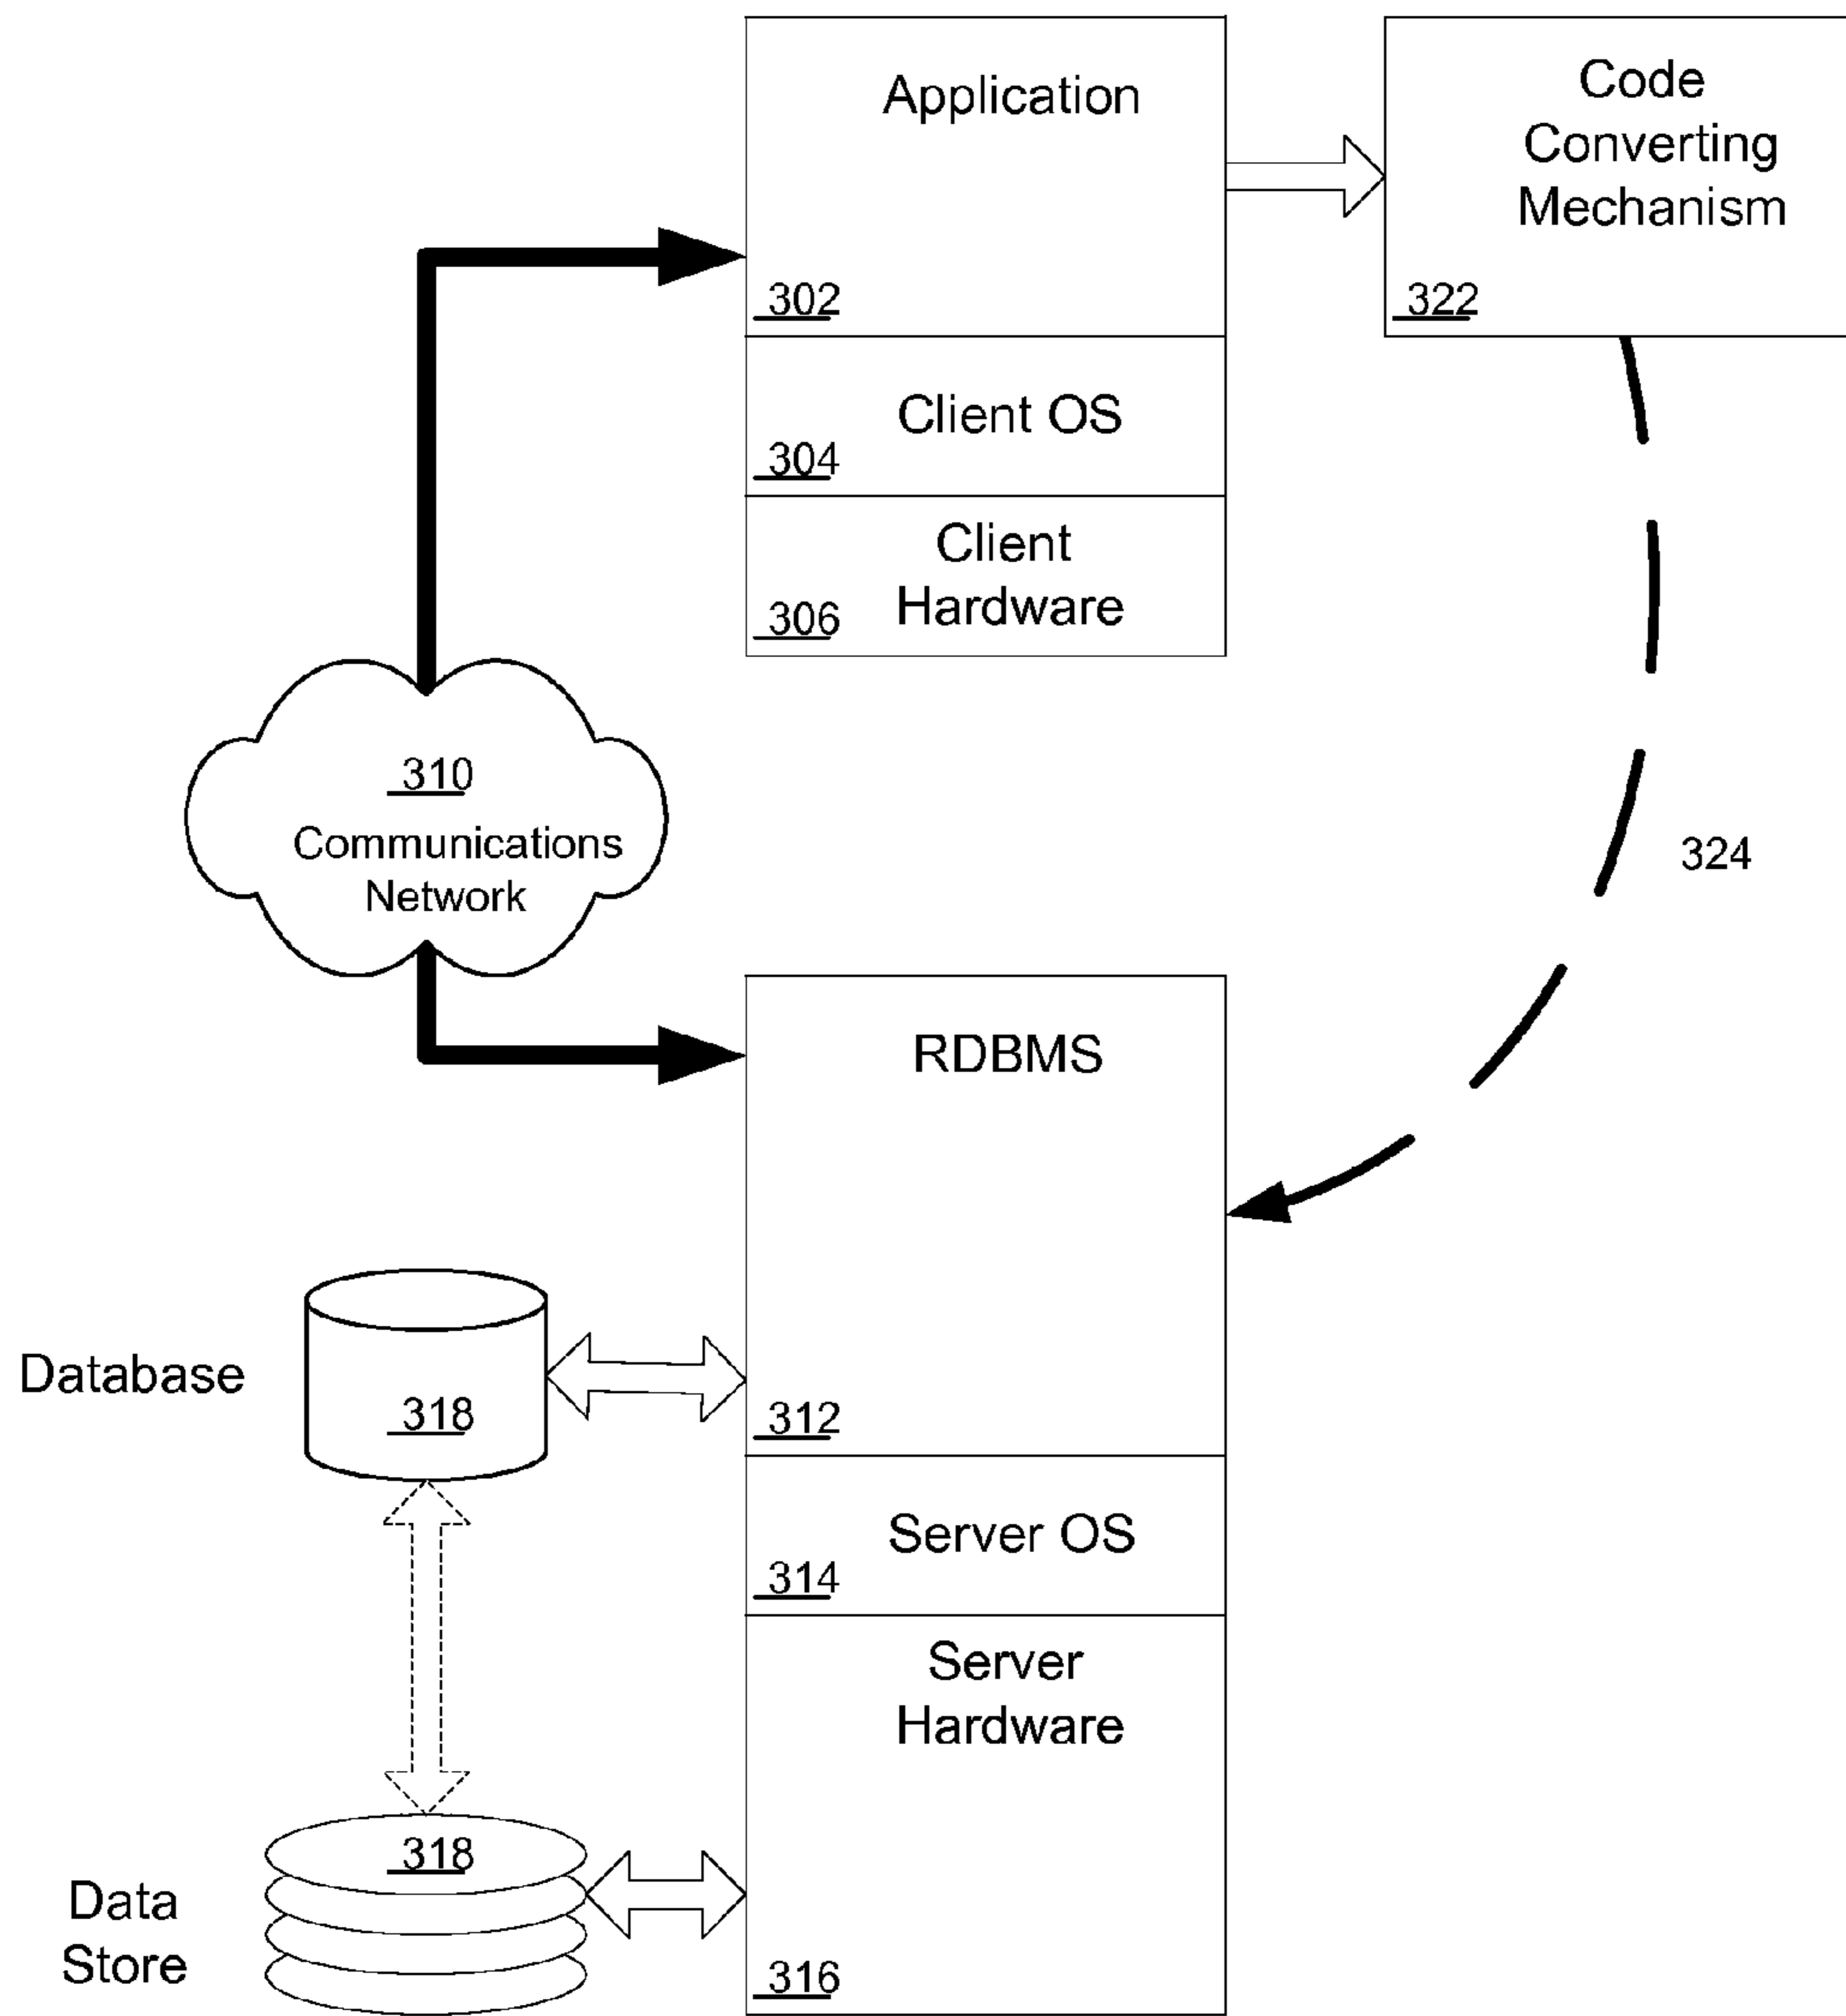 Application
302
Code
Converting
Mechanism
322
Client OS
304
Client
Hardware
306
310
Communications
Network
324
RDBMS
312
Database
318
Server OS
314
Server
Hardware
316
318
Data
Store